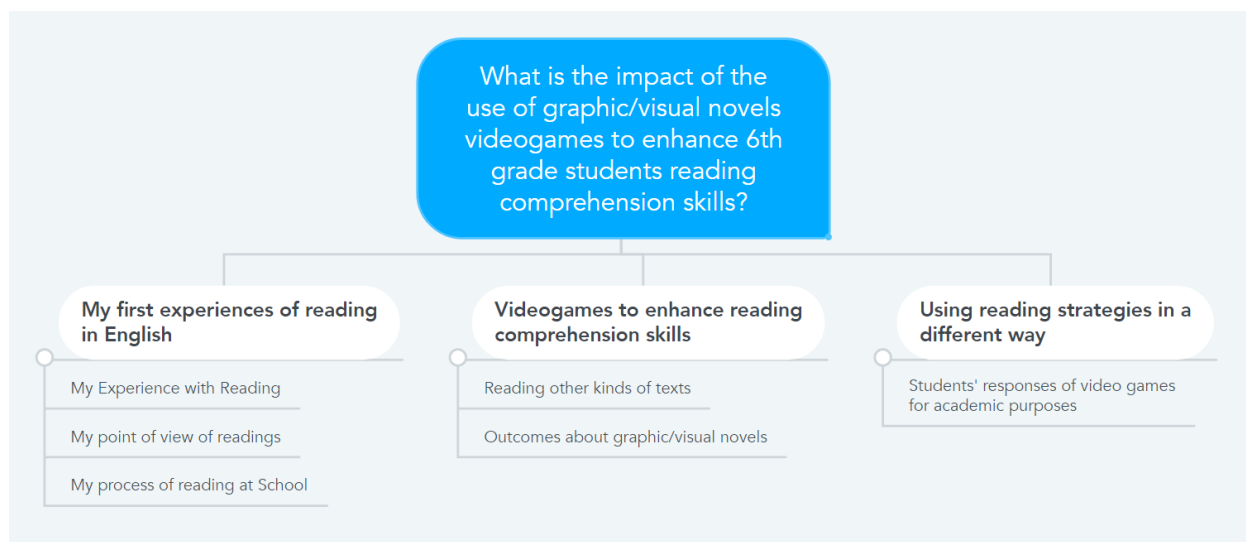 What is the impact of the
use of graphic/visual novels
videogames to enhance 6th
grade students reading
comprehension skills?
My first experiences of reading
in English
My Experience with Reading
My point of view of readings
My process of reading at School
Videogames to enhance reading
comprehension skills
Reading other kinds of texts
Outcomes about graphic/visual novels
Using reading strategies in a
different way
Students' responses of video games
for academic purposes